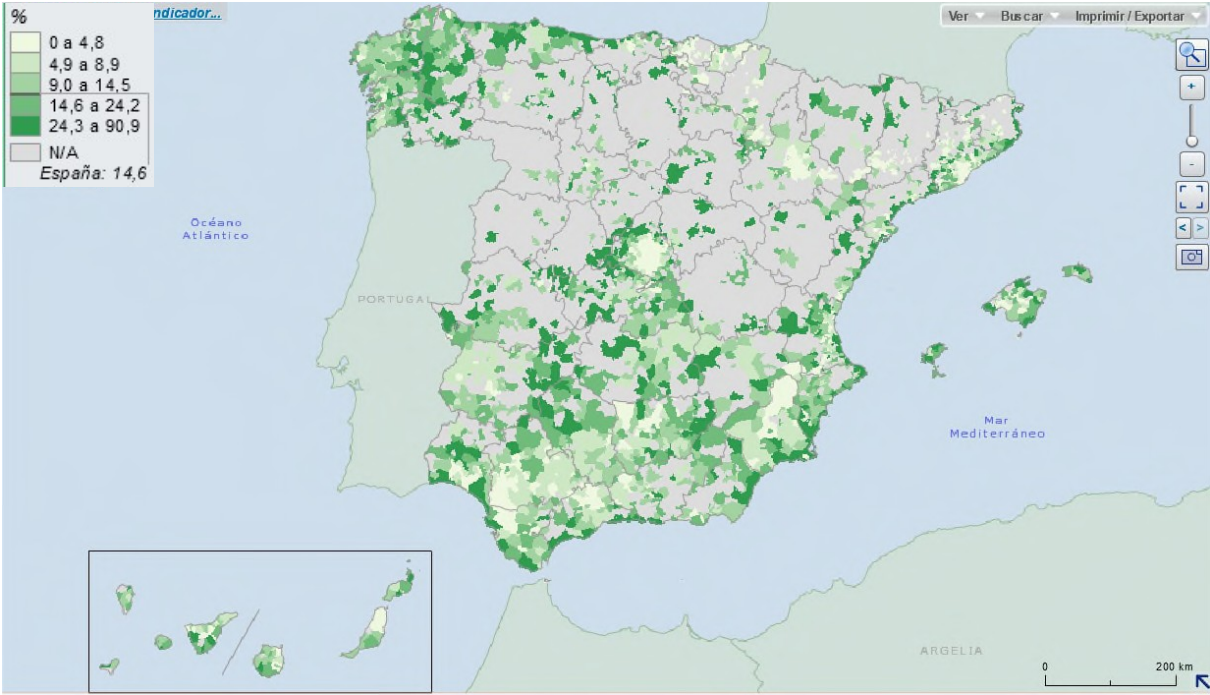 %
ndicador...
0 a 4,8
4,9 a 8,9
9,0 a 14,5
14,6 a 24,2
24,3 a 90,9
N/A
España: 14,6
Ver
Buscar
Imprimir / Exportar
+
-
< >
Océano
Atlántico
PORTUGAL
Mar
Mediterráneo
ARGELIA
0
200 km